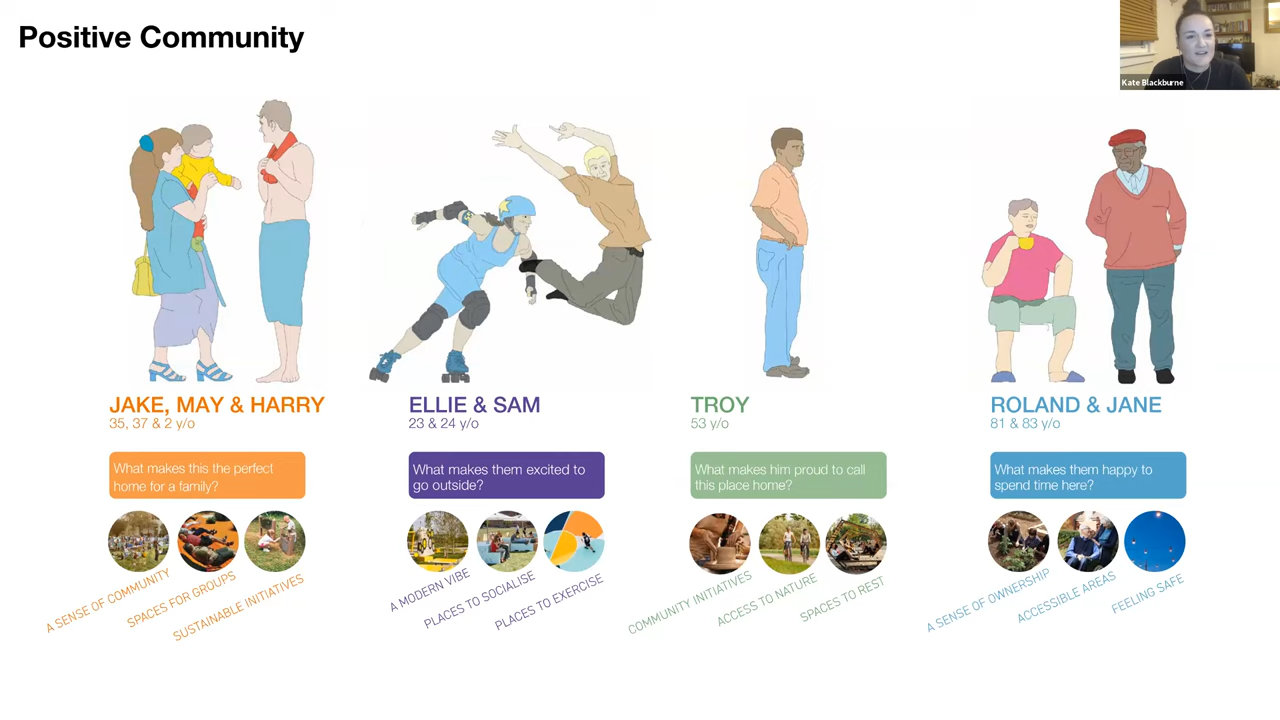 Positive Community
Kate Blackburne
JAKE, MAY & HARRY
35, 37 & 2 y/o
What makes this the perfect
home for a family?
A SENSE OF COMMUNITY
SPACES FOR GROUPS
SUSTAINABLE INITIATIVES
ELLIE & SAM
23 & 24 y/o
What makes them excited to
go outside?
A MODERN VIBE
PLACES TO SOCIALISE
PLACES TO EXERCISE
TROY
53 y/o
What makes him proud to call
this place home?
COMMUNITY INITIATIVES
ACCESS TO NATURE
SPACES TO REST
ROLAND & JANE
81 & 83 y/o
What makes them happy to
spend time here?
A SENSE OF OWNERSHIP
ACCESSIBLE AREAS
FEELING SAFE